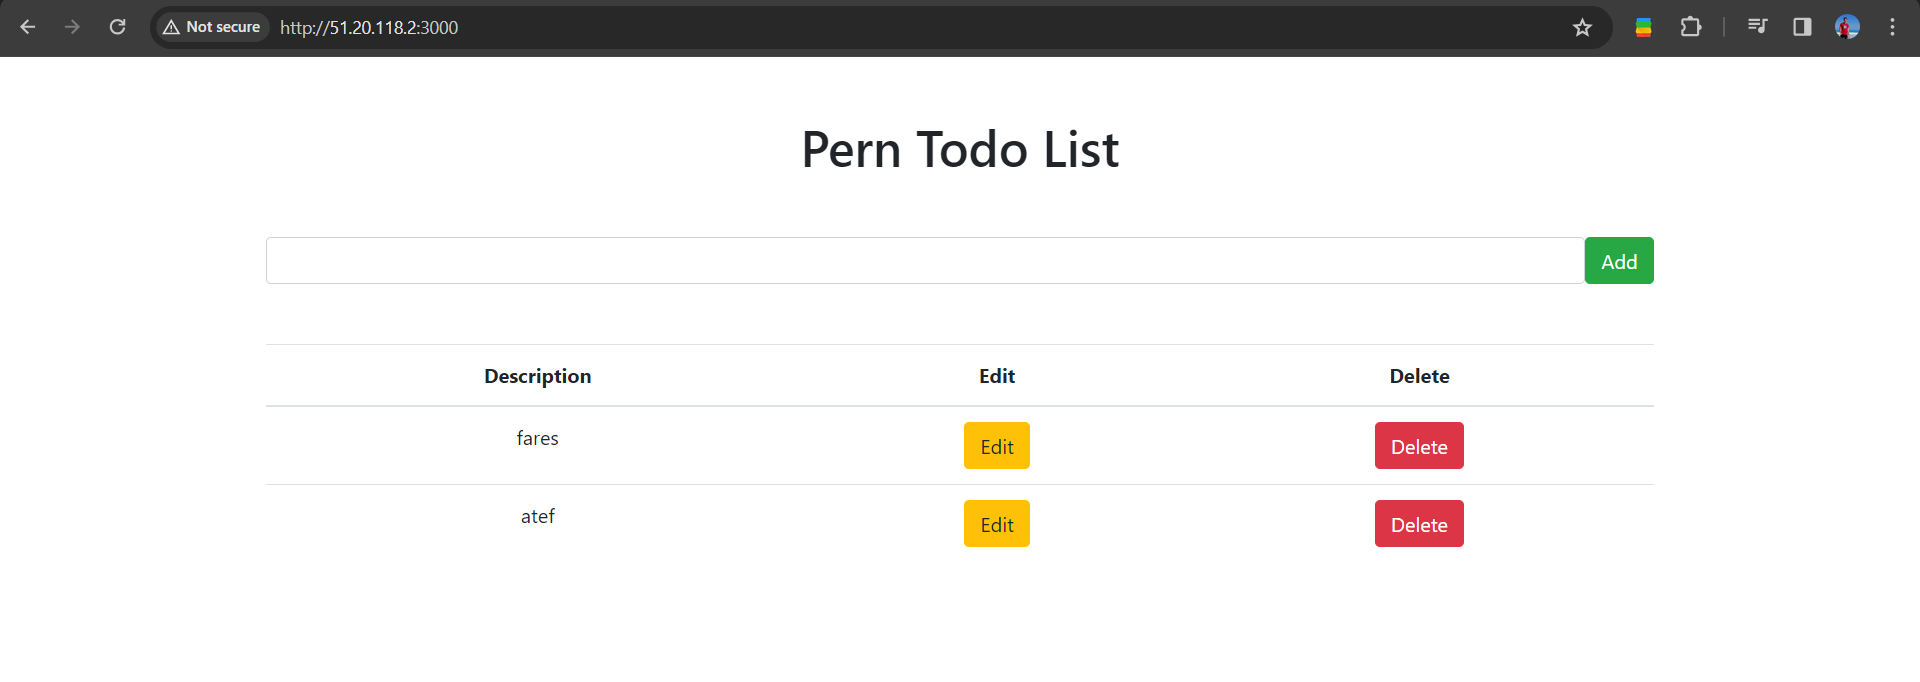 Not secure http://51.20.118.2:3000
Pern Todo List
Add
Description Edit Delete
fares Edit Delete
atef Edit Delete